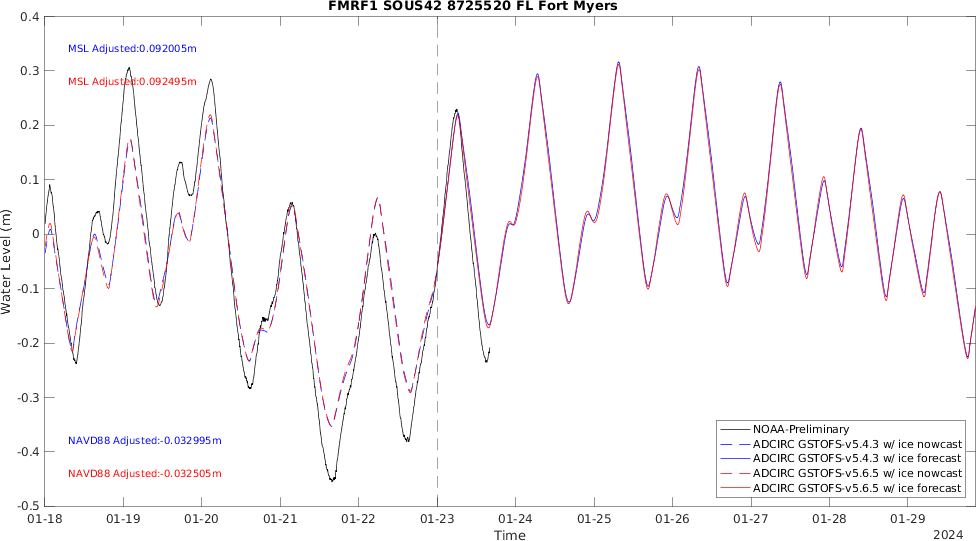 FMRF1 SOUS42 8725520 FL Fort Myers
0.4
0.3
0.2
0.1
0
-0.1
-0.2
-0.3
-0.4
-0.5
Water Level (m)
MSL Adjusted:0.092005m
MSL Adjusted:0.092495m
NAVD88 Adjusted:-0.032995m
NAVD88 Adjusted:-0.032505m
NOAA-Preliminary
ADCIRC GSTOFS-v5.4.3 w/ ice nowcast
ADCIRC GSTOFS-v5.4.3 w/ ice forecast
ADCIRC GSTOFS-v5.6.5 w/ ice nowcast
ADCIRC GSTOFS-v5.6.5 w/ ice forecast
01-18 01-19 01-20 01-21 01-22 01-23 01-24 01-25 01-26 01-27 01-28 01-29
Time
2024